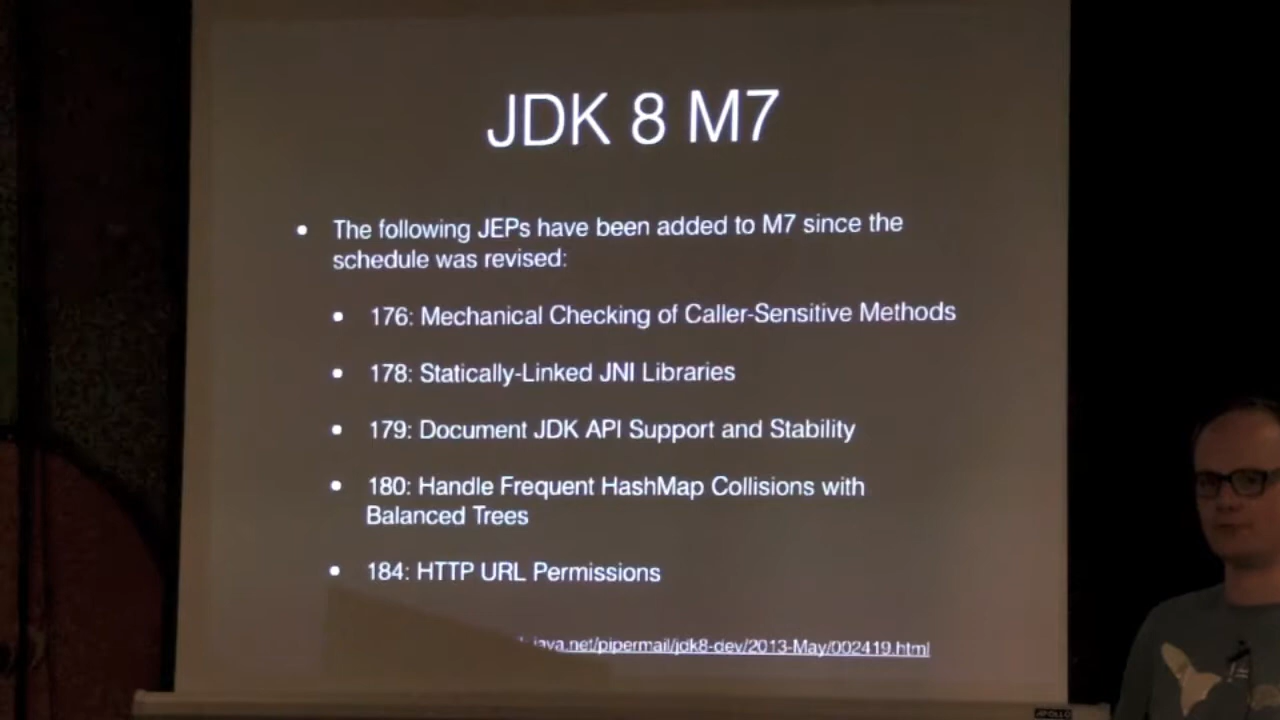 JDK 8 M7
• The following JEPs have been added to M7 since the
schedule was revised:
• 176: Mechanical Checking of Caller-Sensitive Methods
• 178: Statically-Linked JNI Libraries
• 179: Document JDK API Support and Stability
• 180: Handle Frequent HashMap Collisions with
Balanced Trees
• 184: HTTP URL Permissions
java.net/pipermail/jdk8-dev/2013-May/002419.html
APOLLO